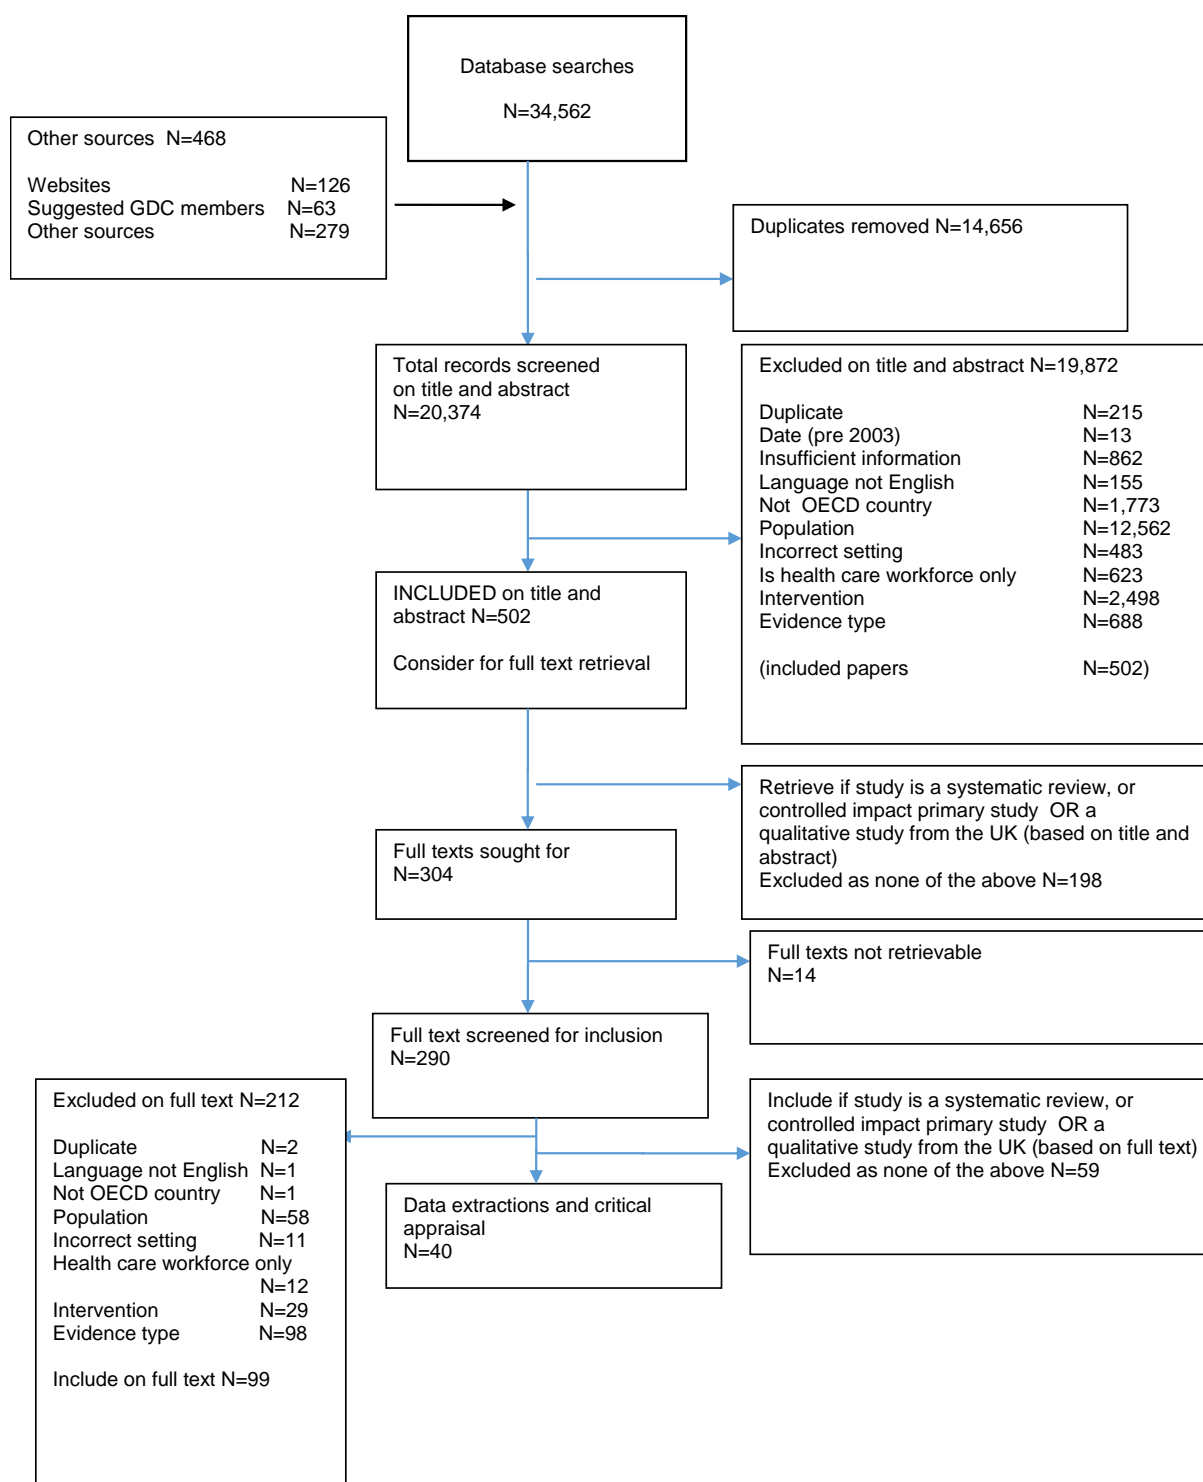 Database searches
N=34,562
Other sources N=468
Websites N=126
Suggested GDC members N=63
Other sources N=279
Duplicates removed N=14,656
Total records screened
on title and abstract
N=20,374
Excluded on title and abstract N=19,872
Duplicate N=215
Date (pre 2003) N=13
Insufficient information N=862
Language not English N=155
Not OECD country N=1,773
Population N=12,562
Incorrect setting N=483
Is health care workforce only N=623
Intervention N=2,498
Evidence type N=688
(included papers N=502)
INCLUDED on title and
abstract N=502
Consider for full text retrieval
Retrieve if study is a systematic review, or
controlled impact primary study OR a
qualitative study from the UK (based on title and
abstract)
Excluded as none of the above N=198
Full texts sought for
N=304
Full texts not retrievable
N=14
Full text screened for inclusion
N=290
Excluded on full text N=212
Duplicate N=2
Language not English N=1
Not OECD country N=1
Population N=58
Incorrect setting N=11
Health care workforce only
N=12
Intervention N=29
Evidence type N=98
Include on full text N=99
Include if study is a systematic review, or
controlled impact primary study OR a
qualitative study from the UK (based on full text)
Excluded as none of the above N=59
Data extractions and critical
appraisal
N=40